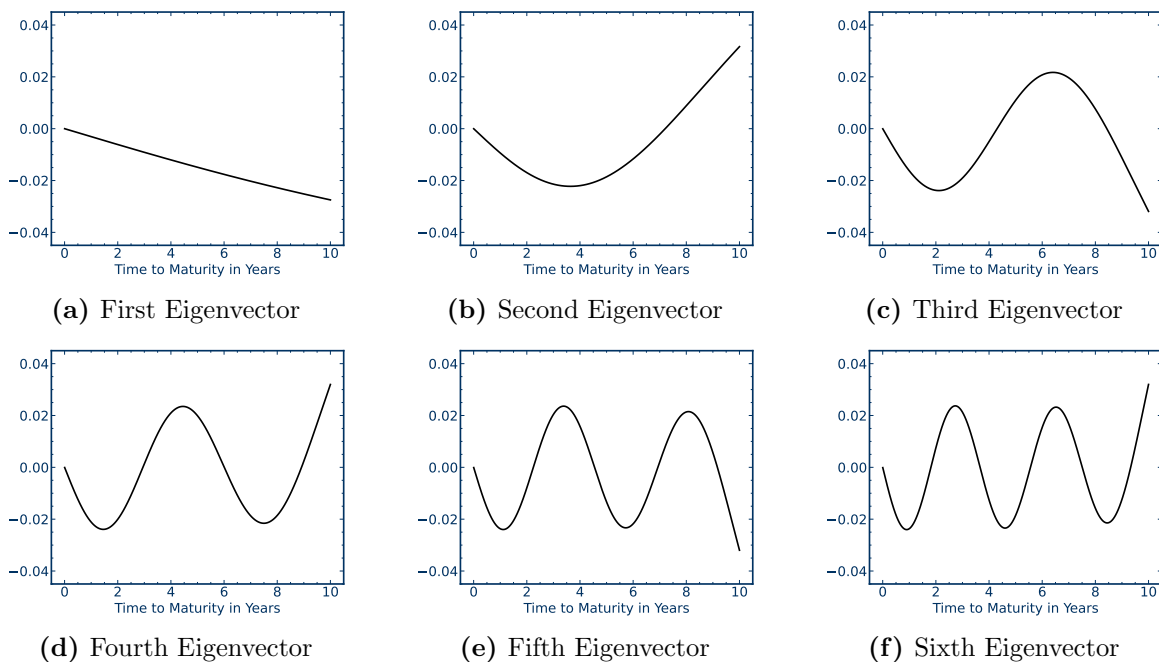 0.04 0.04 0.04
0.02 0.02 0.02
0.00 0.00 0.00
−0.02 −0.02 −0.02
−0.04 −0.04 −0.04
0 2 4 6 8 10 0 2 4 6 8 10 0 2 4 6 8 10
Time to Maturity in Years Time to Maturity in Years Time to Maturity in Years
(a) First Eigenvector (b) Second Eigenvector (c) Third Eigenvector
0.04 0.04 0.04
0.02 0.02 0.02
0.00 0.00 0.00
−0.02 −0.02 −0.02
−0.04 −0.04 −0.04
0 2 4 6 8 10 0 2 4 6 8 10 0 2 4 6 8 10
Time to Maturity in Years Time to Maturity in Years Time to Maturity in Years
(d) Fourth Eigenvector (e) Fifth Eigenvector (f) Sixth Eigenvector